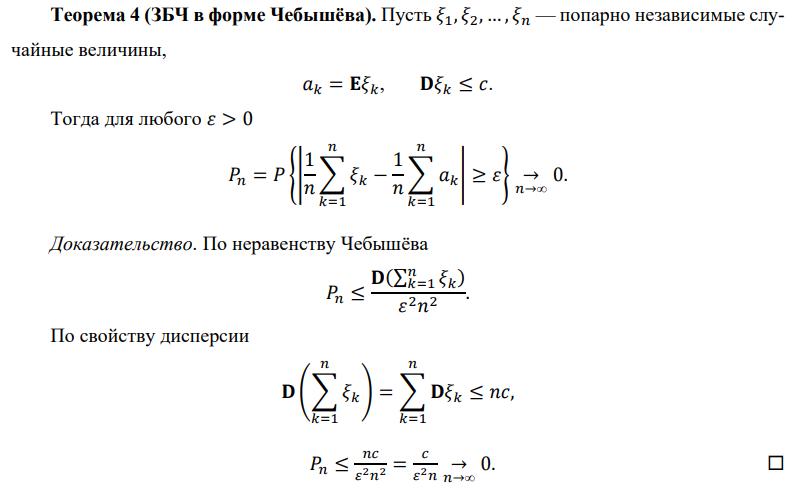 Теорема 4 (ЗБЧ в форме Чебышёва). Пусть ξ₁, ξ₂, … , ξₙ — попарно независимые слу-
чайные величины,
aₖ = Eξₖ, Dξₖ ≤ c.
Тогда для любого ε > 0
Pₙ = P{|1/n ∑ₖ₌₁ⁿ ξₖ − 1/n ∑ₖ₌₁ⁿ aₖ| ≥ ε} →ₙ→∞ 0.
Доказательство. По неравенству Чебышёва
Pₙ ≤ D(∑ₖ₌₁ⁿ ξₖ)/ε²n².
По свойству дисперсии
D(∑ₖ₌₁ⁿ ξₖ) = ∑ₖ₌₁ⁿ Dξₖ ≤ nc,
Pₙ ≤ nc/ε²n² = c/ε²n →ₙ→∞ 0. □